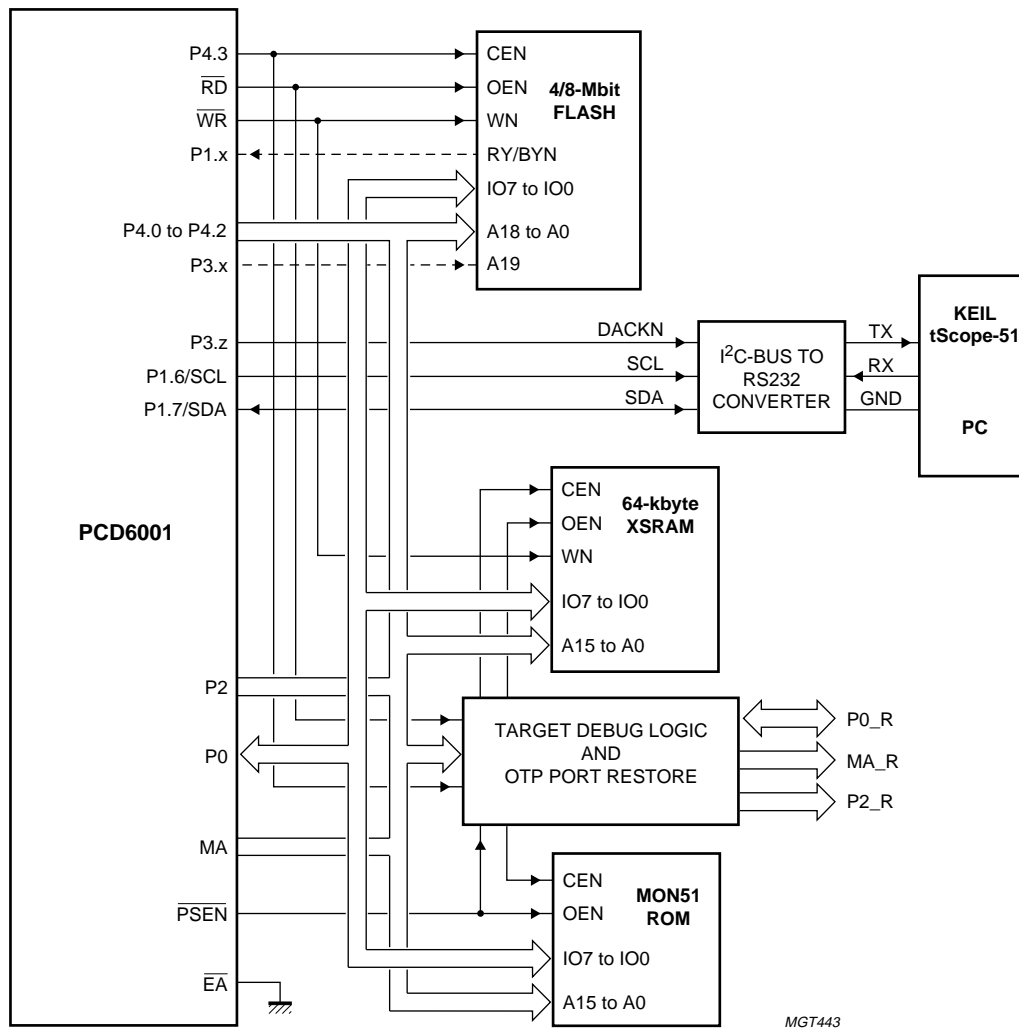 PCD6001
P4.3
RD
WR
P1.x
P4.0 to P4.2
P3.x
P3.z
P1.6/SCL
P1.7/SDA
P2
P0
MA
PSEN
EA
CEN
OEN
WN
RY/BYN
IO7 to IO0
A18 to A0
A19
4/8-Mbit
FLASH
DACKN
SCL
SDA
I2C-BUS TO
RS232
CONVERTER
TX
RX
GND
KEIL
tScope-51
PC
CEN
OEN
WN
IO7 to IO0
A15 to A0
64-kbyte
XSRAM
TARGET DEBUG LOGIC
AND
OTP PORT RESTORE
P0_R
MA_R
P2_R
CEN
OEN
IO7 to IO0
A15 to A0
MON51
ROM
MGT443